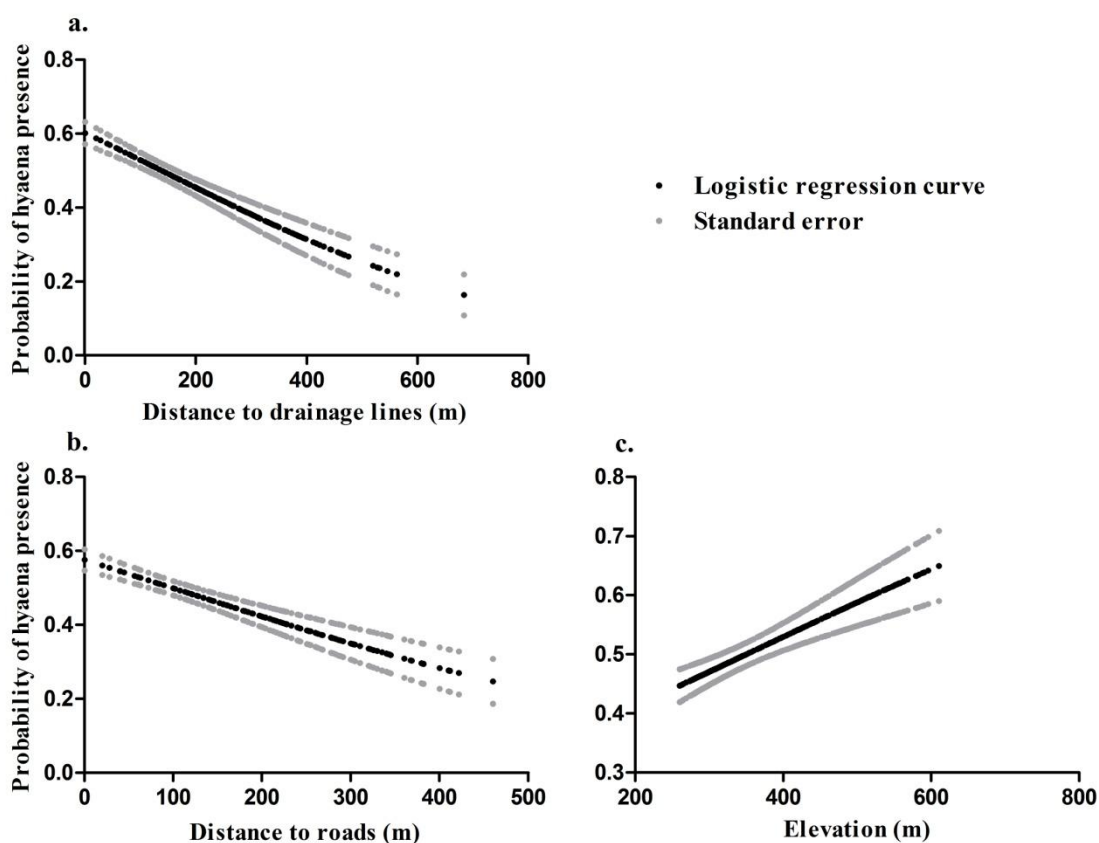 a.
0.8
0.6
0.4
0.2
0.0
0 200 400 600 800
Probability of hyaena presence
Distance to drainage lines (m)
Logistic regression curve
Standard error
b.
0.8
0.6
0.4
0.2
0.0
0 100 200 300 400 500
Probability of hyaena presence
Distance to roads (m)
c.
0.8
0.7
0.6
0.5
0.4
0.3
200 400 600 800
Elevation (m)